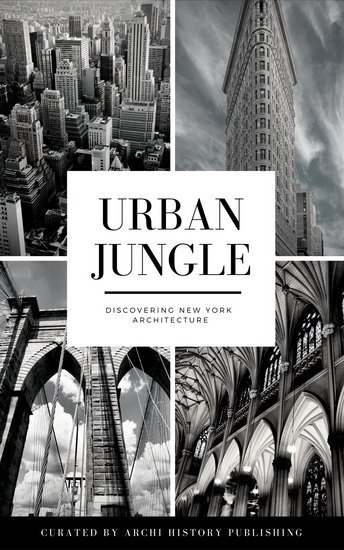 URBAN
JUNGLE
DISCOVERING NEW YORK
ARCHITECTURE
CURATED BY ARCHI HISTORY PUBLISHING